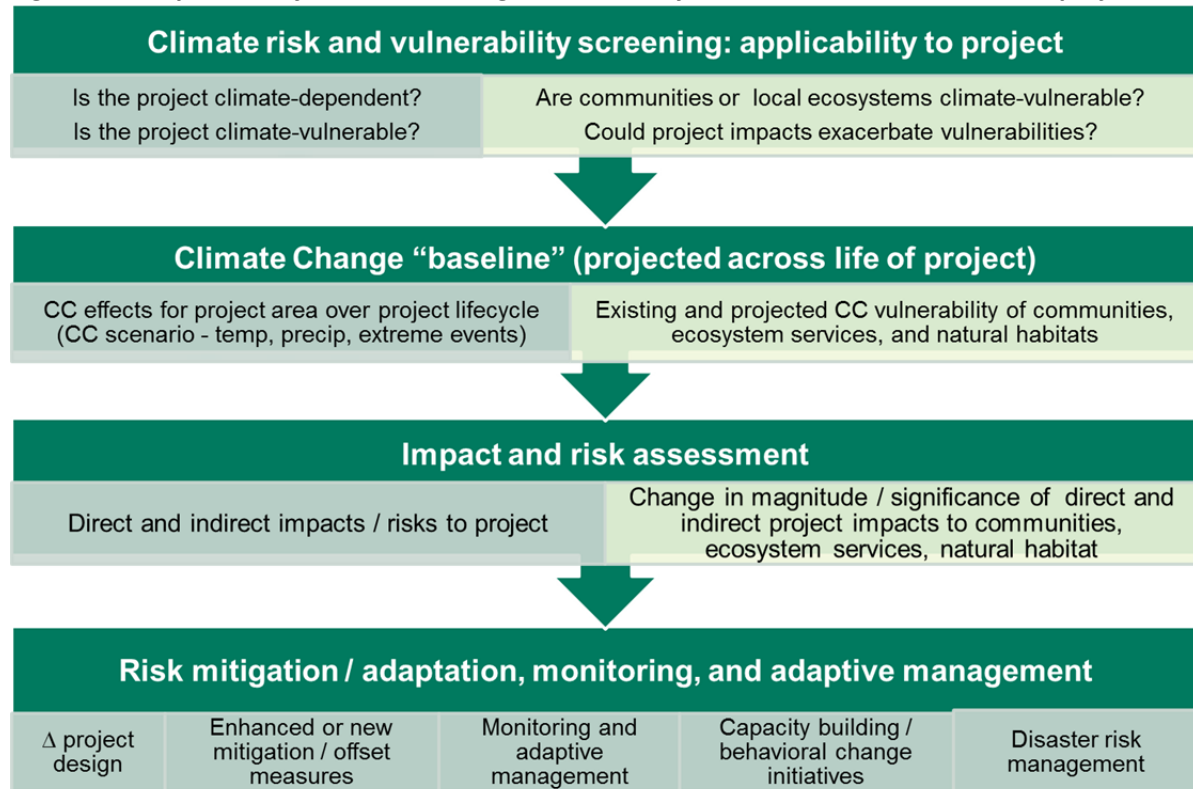 Climate risk and vulnerability screening: applicability to project
Is the project climate-dependent?
Is the project climate-vulnerable?
Are communities or local ecosystems climate-vulnerable?
Could project impacts exacerbate vulnerabilities?
Climate Change “baseline” (projected across life of project)
CC effects for project area over project lifecycle
(CC scenario - temp, precip, extreme events)
Existing and projected CC vulnerability of communities,
ecosystem services, and natural habitats
Impact and risk assessment
Direct and indirect impacts / risks to project
Change in magnitude / significance of direct and
indirect project impacts to communities,
ecosystem services, natural habitat
Risk mitigation / adaptation, monitoring, and adaptive management
Δ project
design
Enhanced or new
mitigation / offset
measures
Monitoring and
adaptive
management
Capacity building /
behavioral change
initiatives
Disaster risk
management